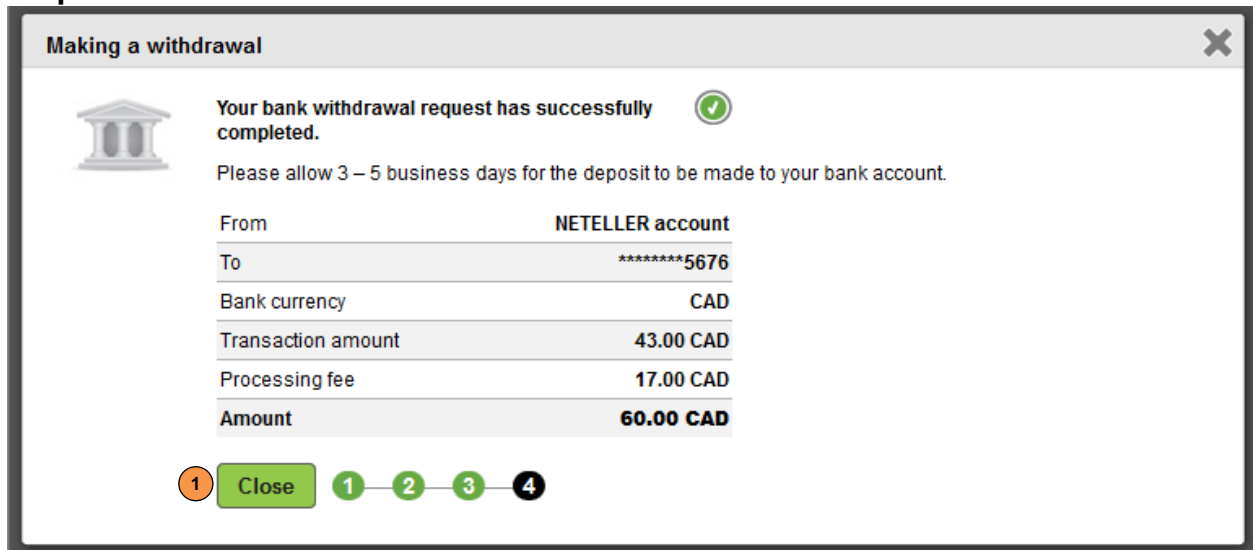 Making a withdrawal
Your bank withdrawal request has successfully
completed.
Please allow 3 – 5 business days for the deposit to be made to your bank account.
From NETELLER account
To ********5676
Bank currency CAD
Transaction amount 43.00 CAD
Processing fee 17.00 CAD
Amount 60.00 CAD
1 Close 1 2 3 4